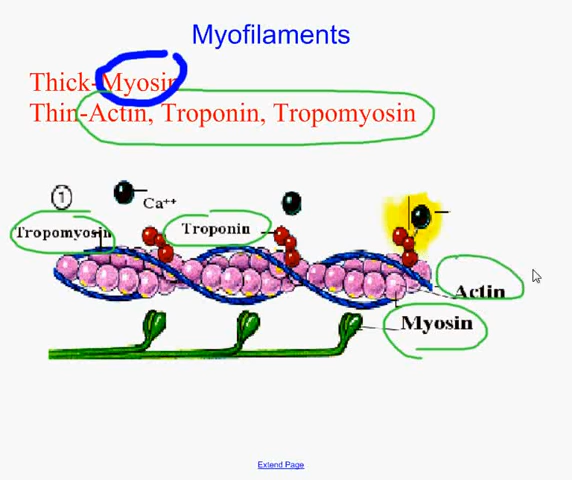 Myofilaments
Thick-Myosin
Thin-Actin, Troponin, Tropomyosin
1
Ca++
Tropomyosin
Troponin
Actin
Myosin
Extend Page